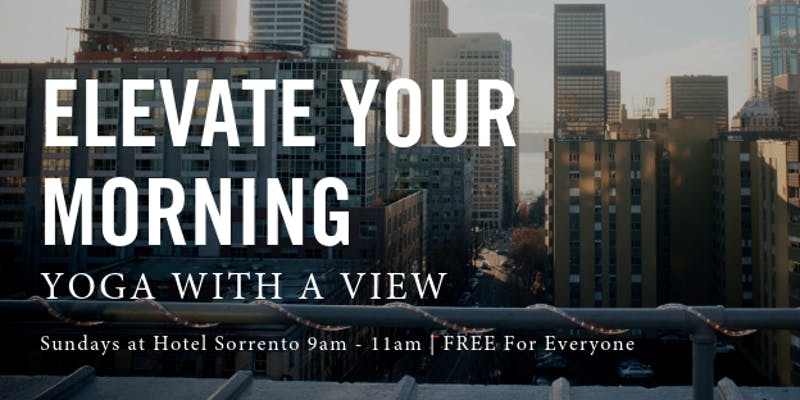 ELEVATE YOUR
MORNING
YOGA WITH A VIEW
Sundays at Hotel Sorrento 9am - 11am | FREE For Everyone